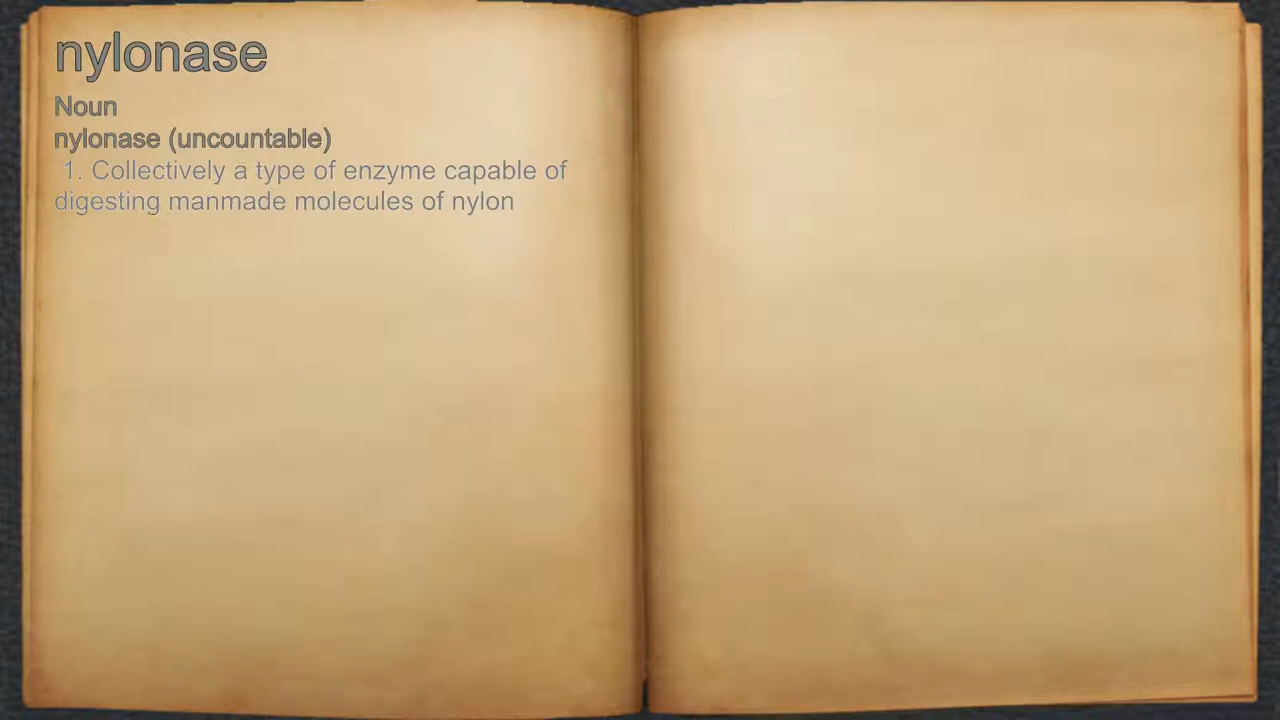 nylonase
Noun
nylonase (uncountable)
1. Collectively a type of enzyme capable of
digesting manmade molecules of nylon